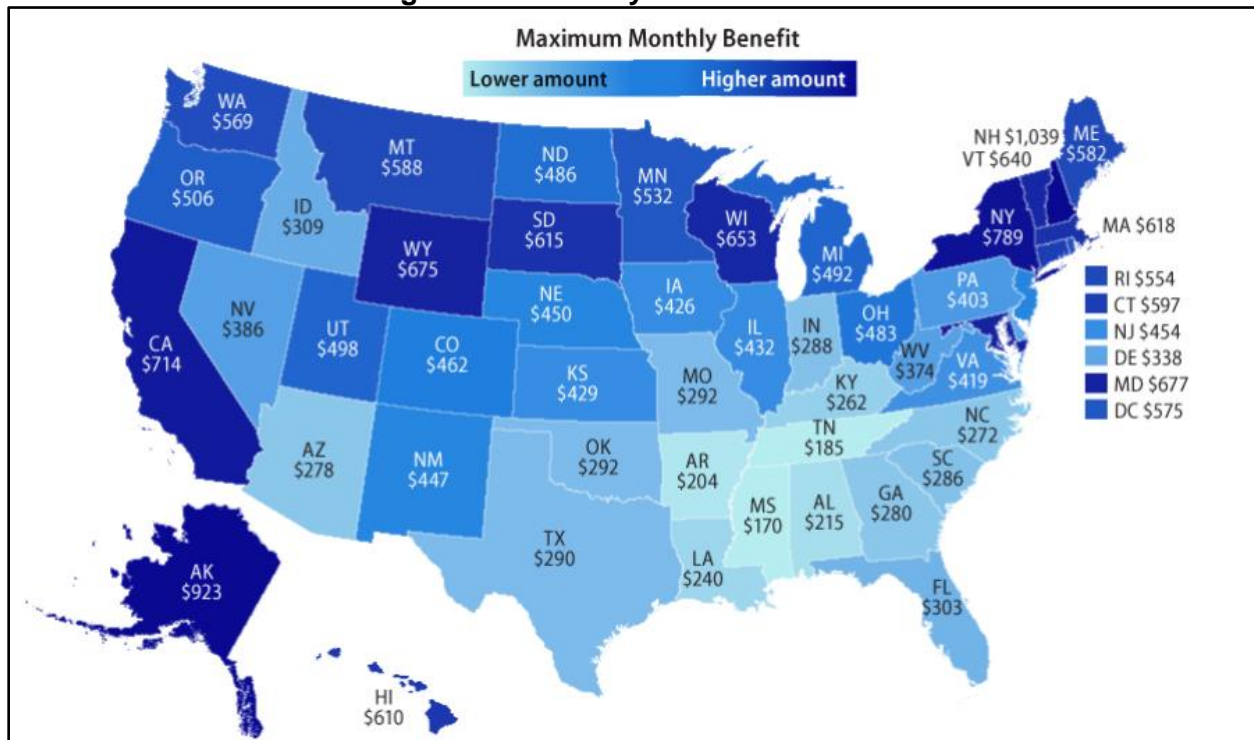 Maximum Monthly Benefit
Lower amount Higher amount
WA
$569
MT
$588
ND
$486
MN
$532
NH $1,039
VT $640
ME
$582
OR
$506
ID
$309
WY
$675
SD
$615
WI
$653
MI
$492
NY
$789
MA $618
RI $554
CT $597
NJ $454
DE $338
MD $677
DC $575
CA
$714
NV
$386
UT
$498
CO
$462
NE
$450
IA
$426
IL
$432
IN
$288
OH
$483
PA
$403
WV
$374
VA
$419
KS
$429
MO
$292
KY
$262
NC
$272
TN
$185
AZ
$278
NM
$447
OK
$292
AR
$204
SC
$286
MS
$170
AL
$215
GA
$280
TX
$290
LA
$240
FL
$303
AK
$923
HI
$610